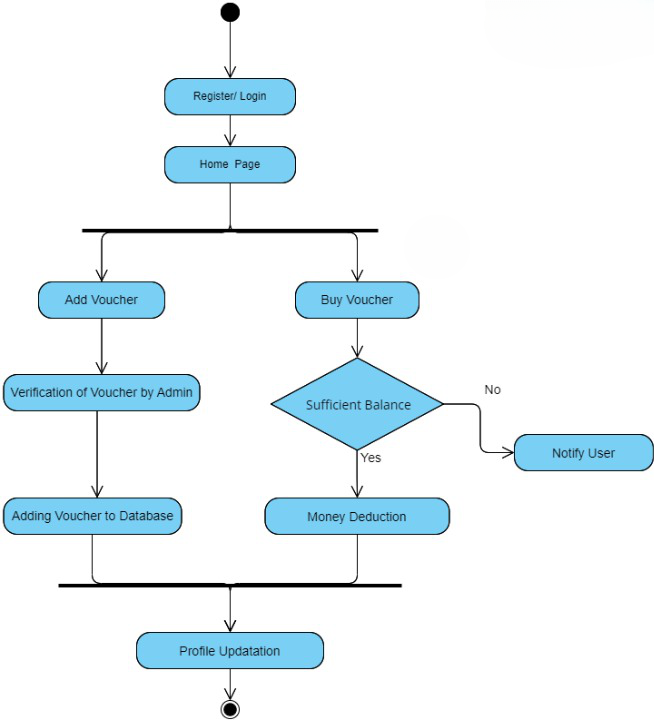 Register/ Login
Home Page
Add Voucher
Buy Voucher
Verification of Voucher by Admin
Sufficient Balance
No
Notify User
Yes
Adding Voucher to Database
Money Deduction
Profile Updatation